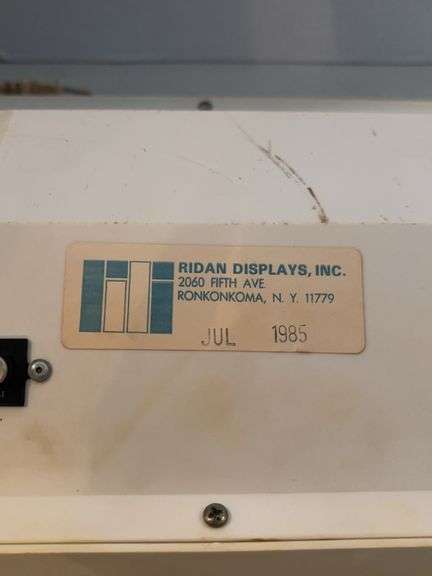 RIDAN DISPLAYS, INC.
2060 FIFTH AVE.
RONKONKOMA, N. Y. 11779
JUL 1985